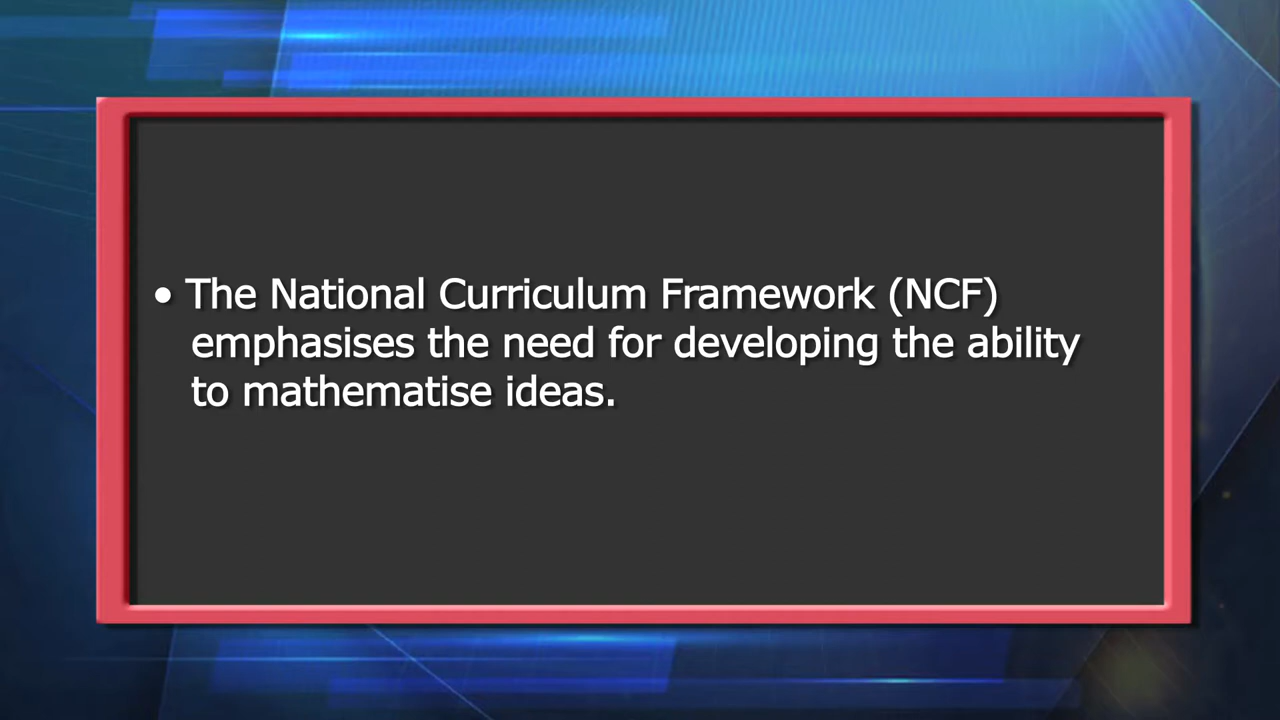 • The National Curriculum Framework (NCF)
emphasises the need for developing the ability
to mathematise ideas.